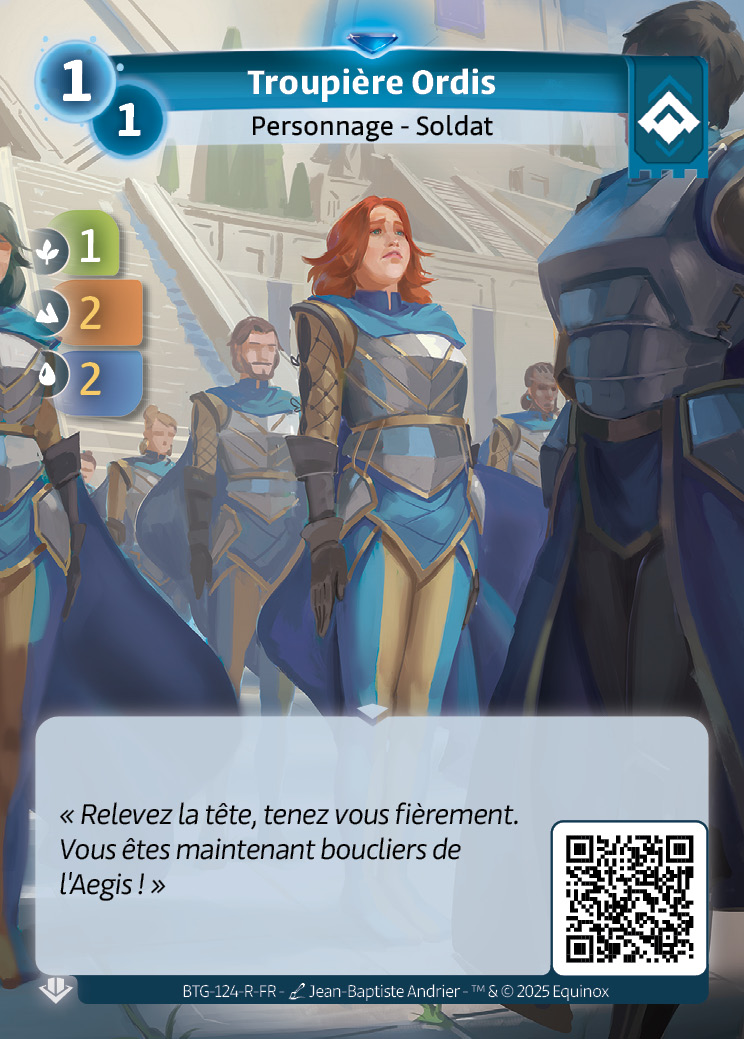 1
1
Troupière Ordis
Personnage - Soldat
1
2
2
« Relevez la tête, tenez vous fièrement.
Vous êtes maintenant boucliers de
l'Aegis ! »
BTG-124-R-FR - Jean-Baptiste Andrier - ™ & © 2025 Equinox